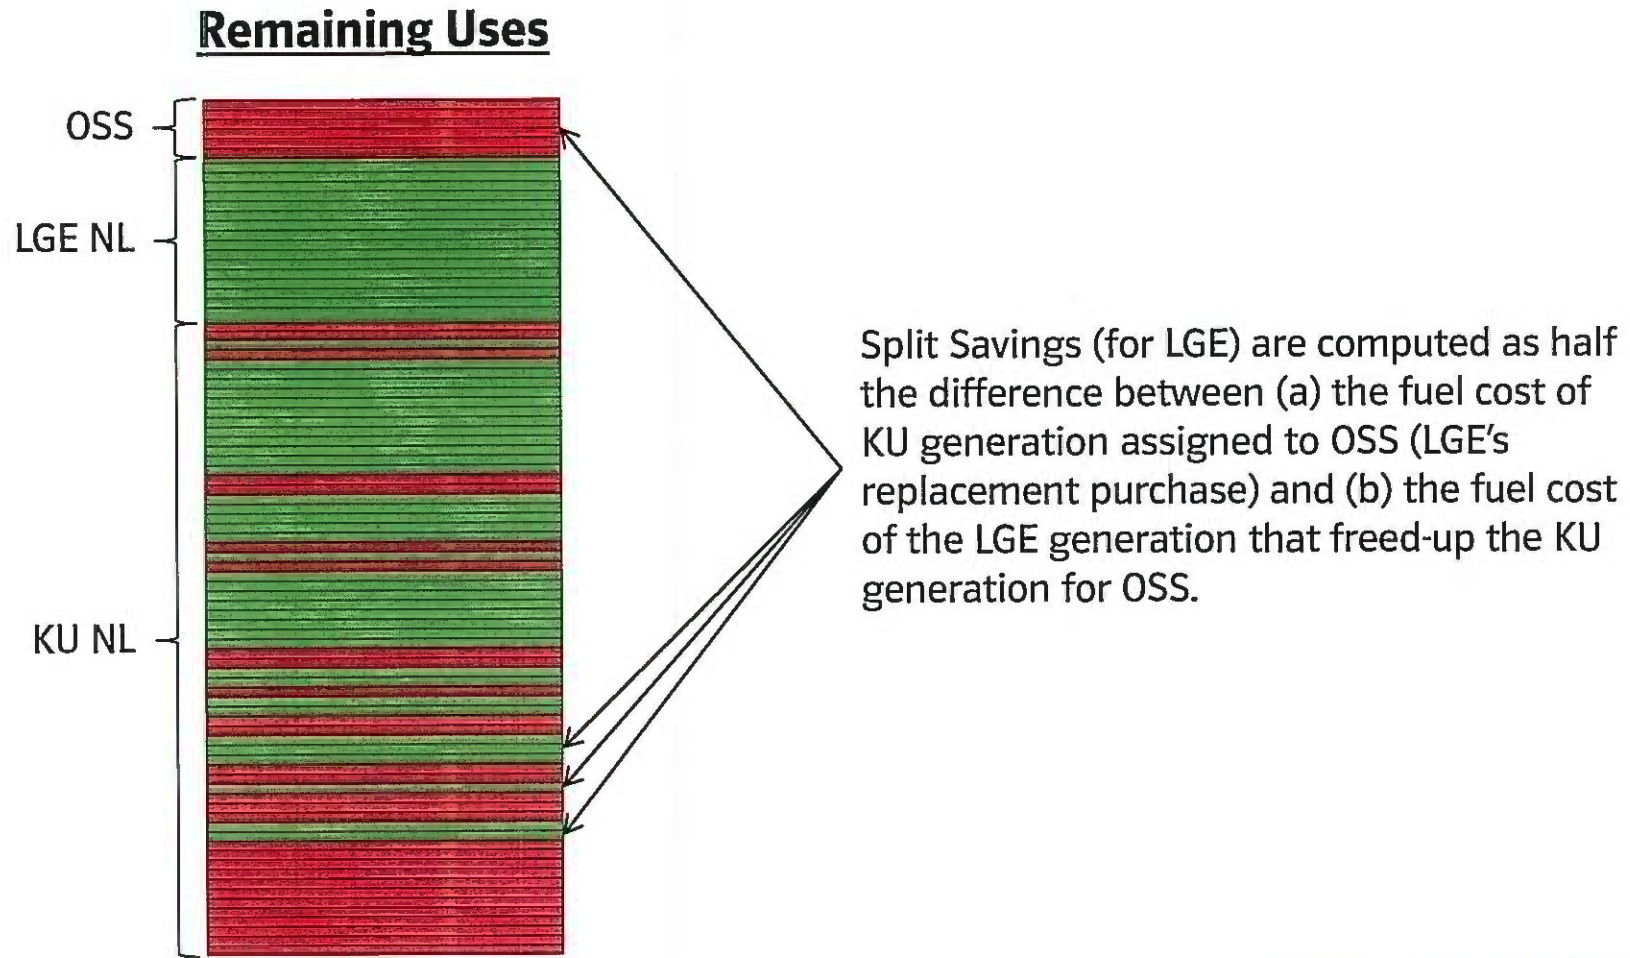 Remaining Uses
OSS
LGE NL
KU NL
Split Savings (for LGE) are computed as half
the difference between (a) the fuel cost of
KU generation assigned to OSS (LGE's
replacement purchase) and (b) the fuel cost
of the LGE generation that freed-up the KU
generation for OSS.